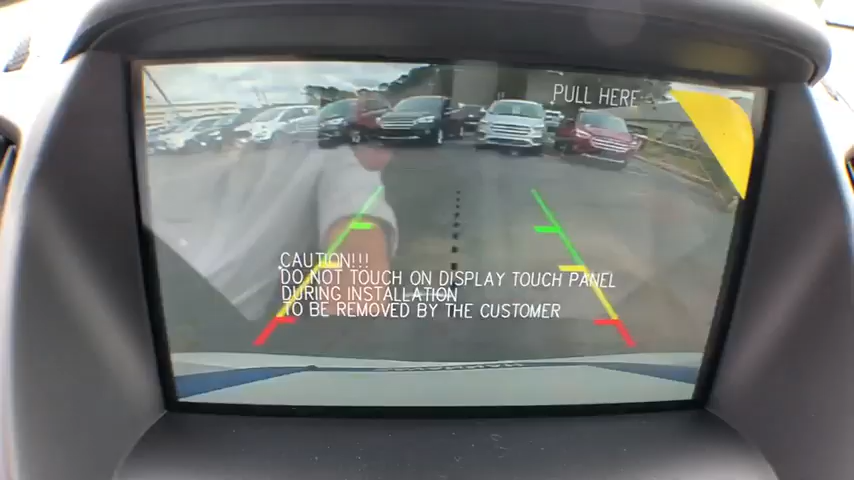 PULL HERE
CAUTION!!!
DO NOT TOUCH ON DISPLAY TOUCH PANEL
DURING INSTALLATION
TO BE REMOVED BY THE CUSTOMER